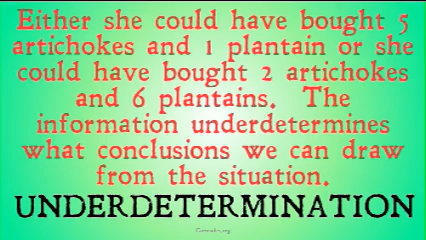 Either she could have bought 5
artichokes and 1 plantain or she
could have bought 2 artichokes
and 6 plantains. The
information underdetermines
what conclusions we can draw
from the situation.
UNDERDETERMINATION